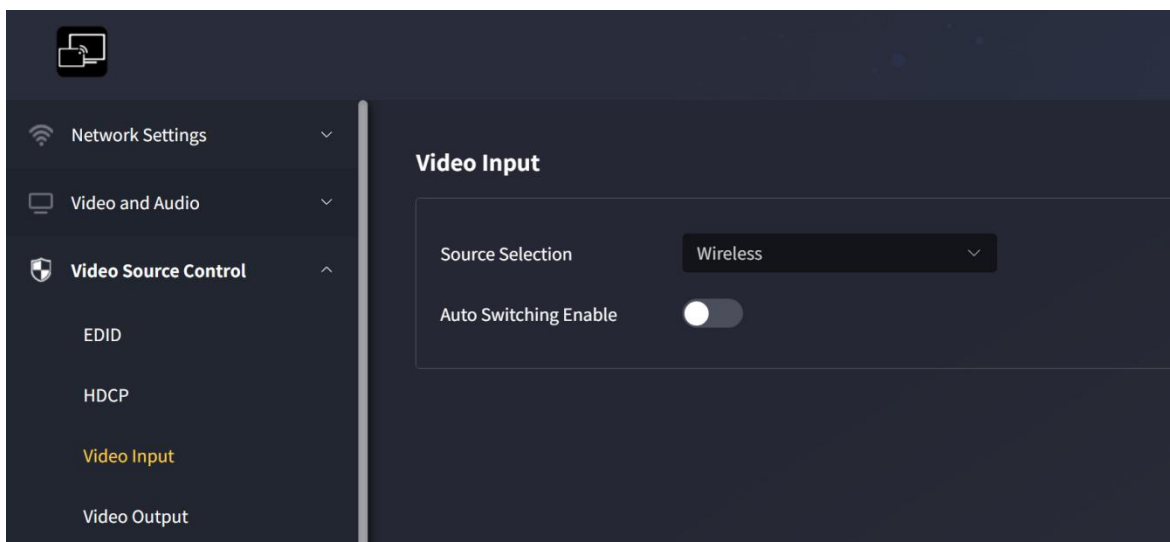 Network Settings
Video and Audio
Video Source Control
EDID
HDCP
Video Input
Video Output
Video Input
Source Selection
Wireless
Auto Switching Enable